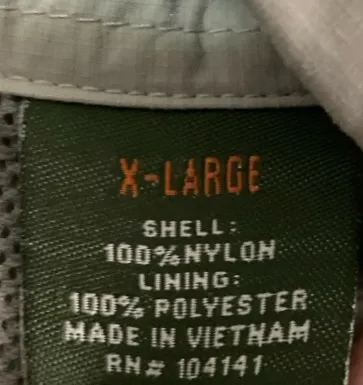 X-LARGE
SHELL:
100%NYLON
LINING:
100% POLYESTER
MADE IN VIETNAM
RN# 104141